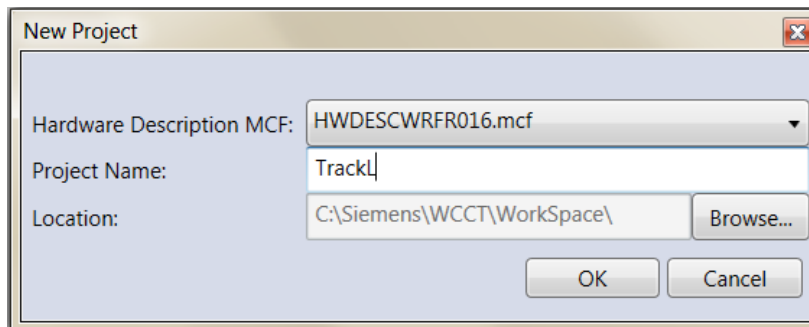 New Project
Hardware Description MCF: HWDESCWRFR016.mcf
Project Name: TrackL
Location: C:\Siemens\WCCT\WorkSpace\ Browse...
OK Cancel